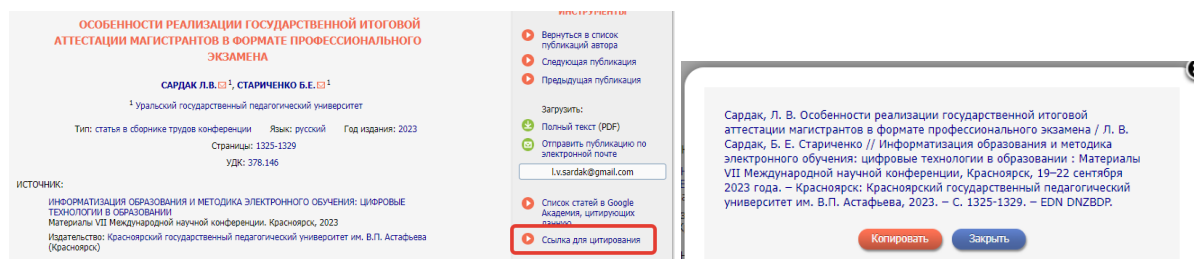 ОСОБЕННОСТИ РЕАЛИЗАЦИИ ГОСУДАРСТВЕННОЙ ИТОГОВОЙ
АТТЕСТАЦИИ МАГИСТРАНТОВ В ФОРМАТЕ ПРОФЕССИОНАЛЬНОГО
ЭКЗАМЕНА
САРДАК Л.В. 1, СТАРИЧЕНКО Б.Е. 1
1 Уральский государственный педагогический университет
Тип: статья в сборнике трудов конференции Язык: русский Год издания: 2023
Страницы: 1325-1329
УДК: 378.146
ИСТОЧНИК:
ИНФОРМАТИЗАЦИЯ ОБРАЗОВАНИЯ И МЕТОДИКА ЭЛЕКТРОННОГО ОБУЧЕНИЯ: ЦИФРОВЫЕ
ТЕХНОЛОГИИ В ОБРАЗОВАНИИ
Материалы VII Международной научной конференции. Красноярск, 2023
Издательство: Красноярский государственный педагогический университет им. В.П. Астафьева
(Красноярск)
ИНСТРУМЕНТЫ
Вернуться в список
публикаций автора
Следующая публикация
Предыдущая публикация
Загрузить:
Полный текст (PDF)
Отправить публикацию по
электронной почте
l.v.sardak@gmail.com
Список статей в Google
Академия, цитирующих
данную
Ссылка для цитирования
Сардак, Л. В. Особенности реализации государственной итоговой
аттестации магистрантов в формате профессионального экзамена / Л. В.
Сардак, Б. Е. Стариченко // Информатизация образования и методика
электронного обучения: цифровые технологии в образовании : Материалы
VII Международной научной конференции, Красноярск, 19–22 сентября
2023 года. – Красноярск: Красноярский государственный педагогический
университет им. В.П. Астафьева, 2023. – С. 1325-1329. – EDN DNZBDP.
Копировать Закрыть